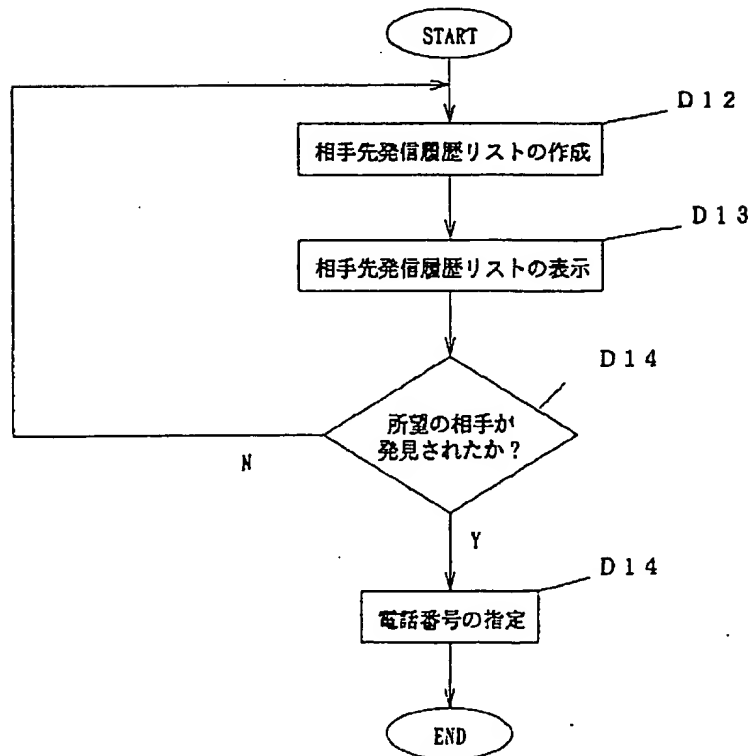 START
D12
相手先発信履歴リストの作成
D13
相手先発信履歴リストの表示
D14
所望の相手が
発見されたか？
N
Y
D14
電話番号の指定
END